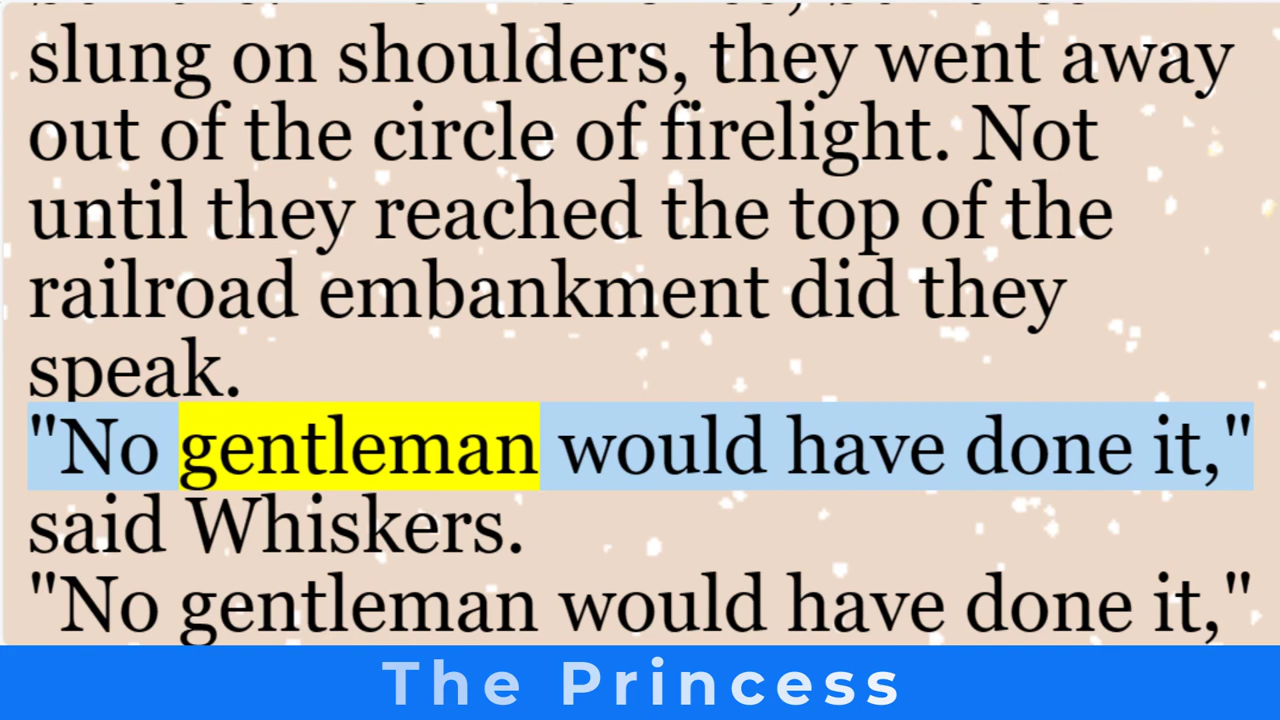 slung on shoulders, they went away
out of the circle of firelight. Not
until they reached the top of the
railroad embankment did they
speak.
"No gentleman would have done it,"
said Whiskers.
"No gentleman would have done it,"
The Princess